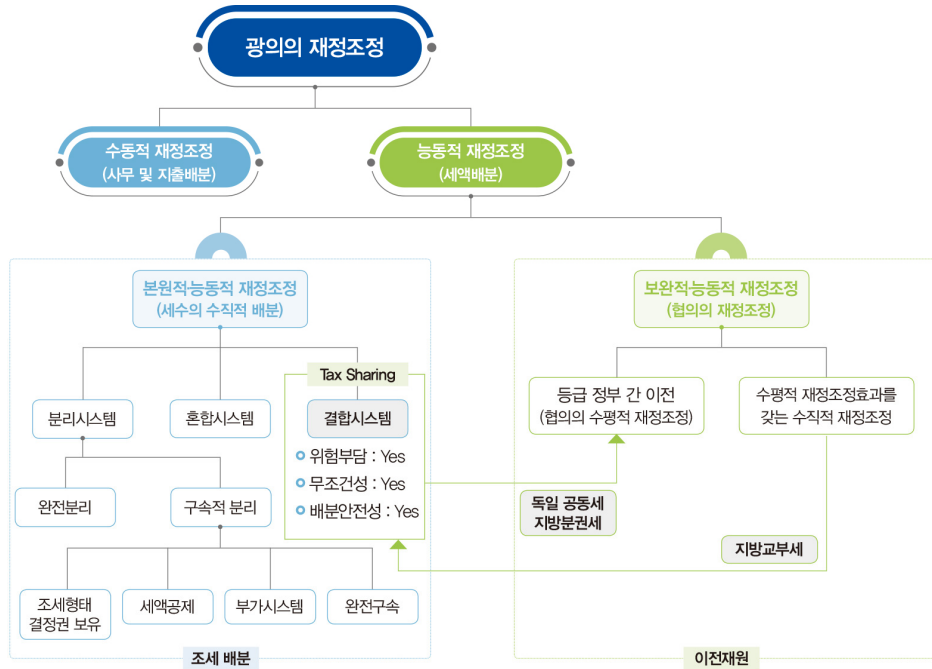 광의의 재정조정
수동적 재정조정
(사무 및 지출배분)
능동적 재정조정
(세액배분)
본원적·능동적 재정조정
(세수의 수직적 배분)
보완적·능동적 재정조정
(협의의 재정조정)
Tax Sharing
분리시스템
혼합시스템
결합시스템
위험부담 : Yes
무조건성 : Yes
배분안전성 : Yes
등급 정부 간 이전
(협의의 수평적 재정조정)
수평적 재정조정효과를
갖는 수직적 재정조정
완전분리
구속적 분리
독일 공동세
지방분권세
지방교부세
조세형태
결정권 보유
세액공제
부가시스템
완전구속
조세 배분
이전재원